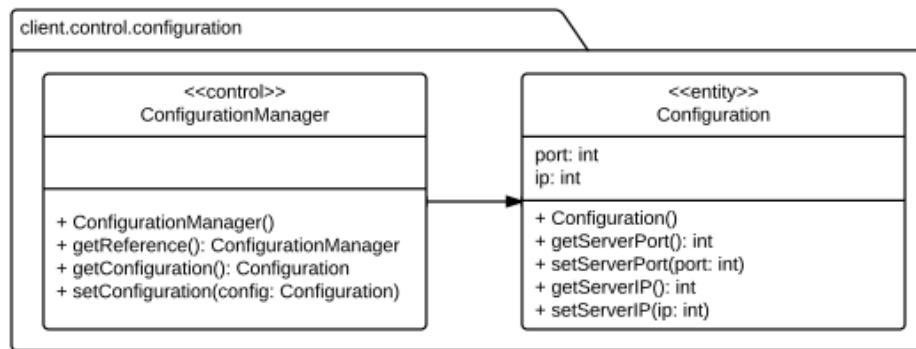 client.control.configuration
<<control>>
ConfigurationManager
+ ConfigurationManager()
+ getReference(): ConfigurationManager
+ getConfiguration(): Configuration
+ setConfiguration(config: Configuration)
<<entity>>
Configuration
port: int
ip: int
+ Configuration()
+ getServerPort(): int
+ setServerPort(port: int)
+ getServerIP(): int
+ setServerIP(ip: int)